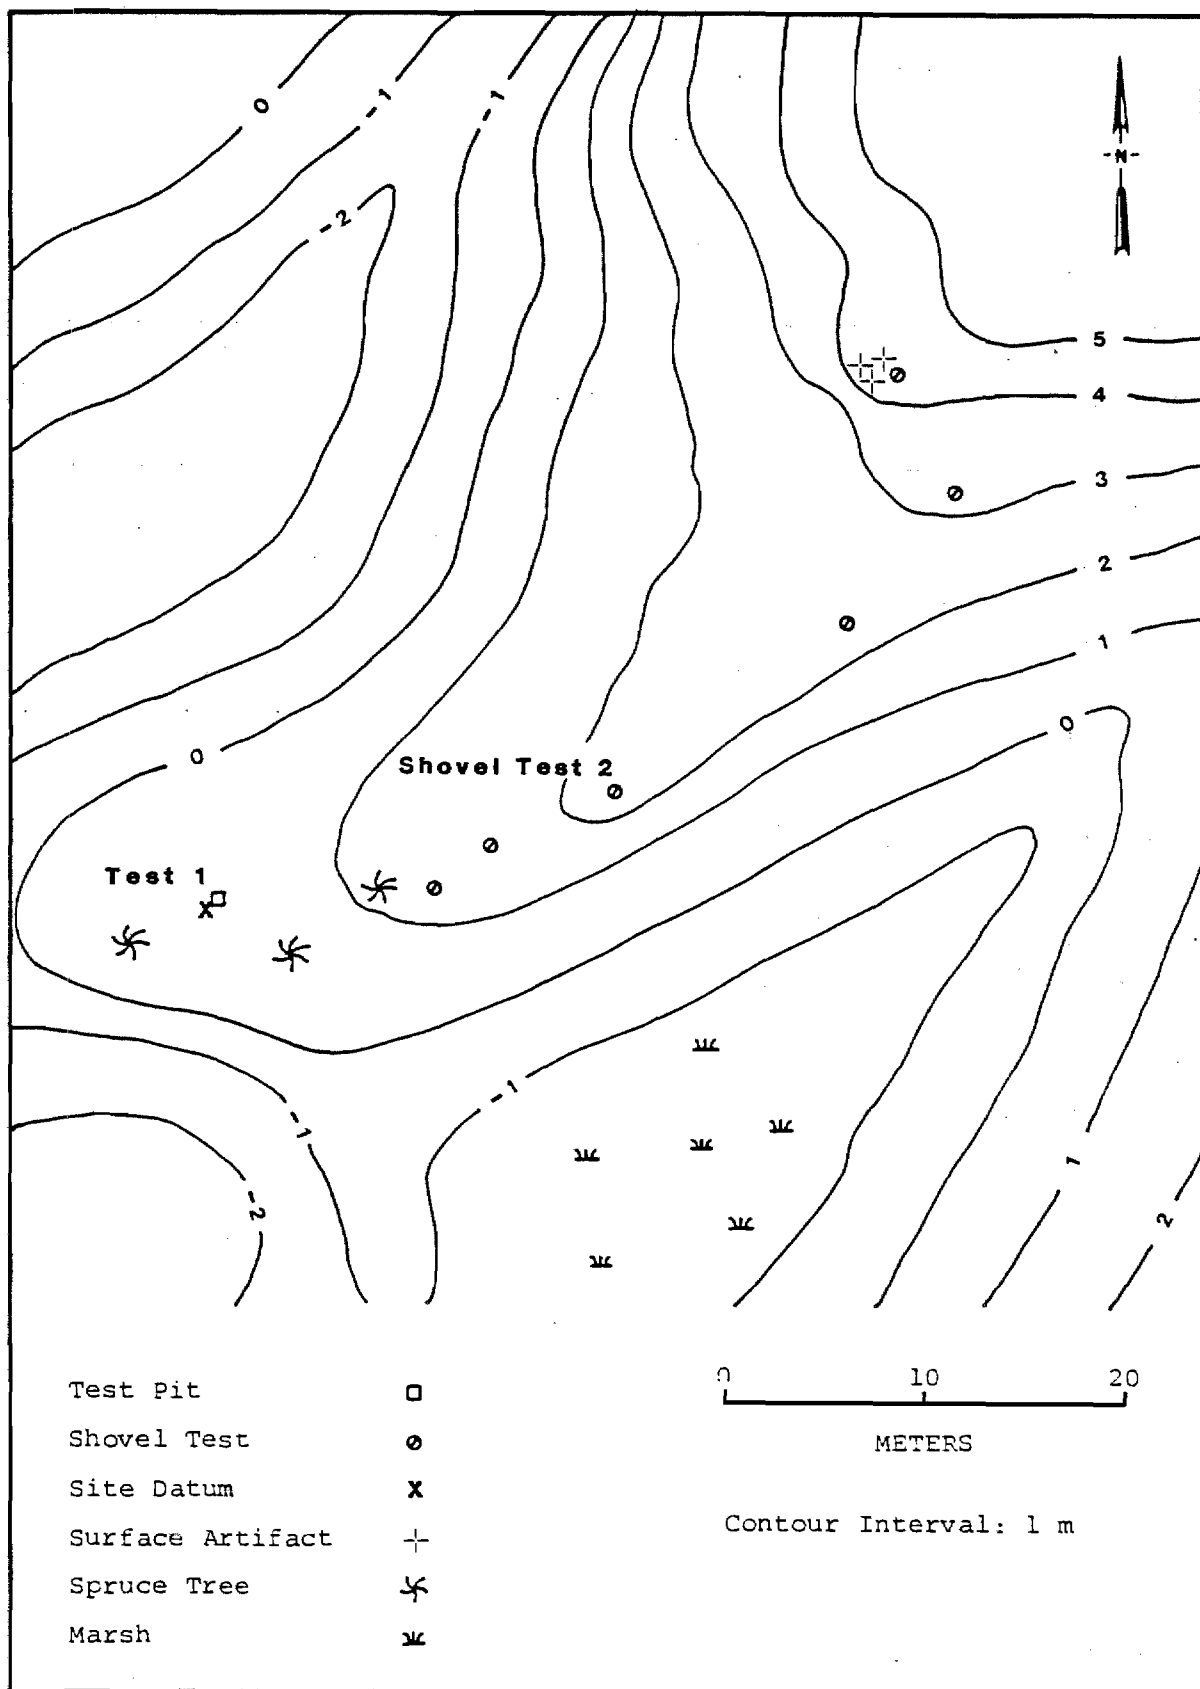 0
-1
-1
-2
N
5
4
3
2
1
0
0
Shovel Test 2
Test 1
-1
-1
-2
1
2
0 10 20
METERS
Contour Interval: 1 m
Test Pit
Shovel Test
Site Datum
X
Surface Artifact
Spruce Tree
Marsh